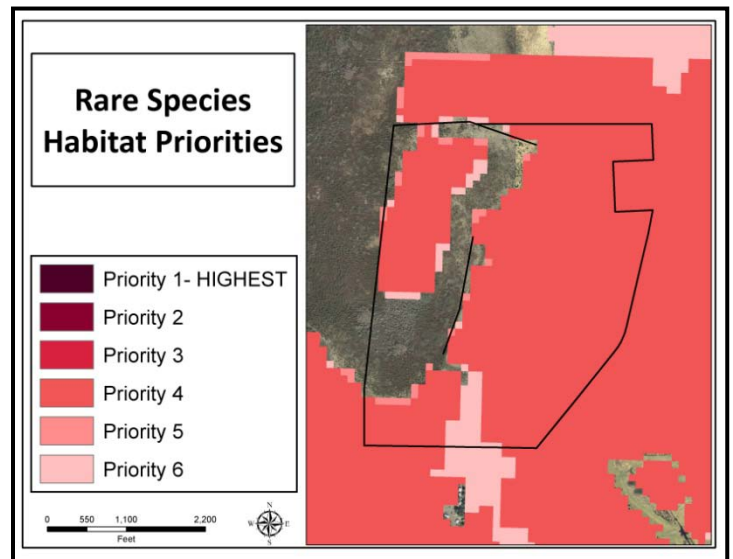 Rare Species
Habitat Priorities
Priority 1- HIGHEST
Priority 2
Priority 3
Priority 4
Priority 5
Priority 6
0 550 1,100 2,200
Feet
N
W E
S